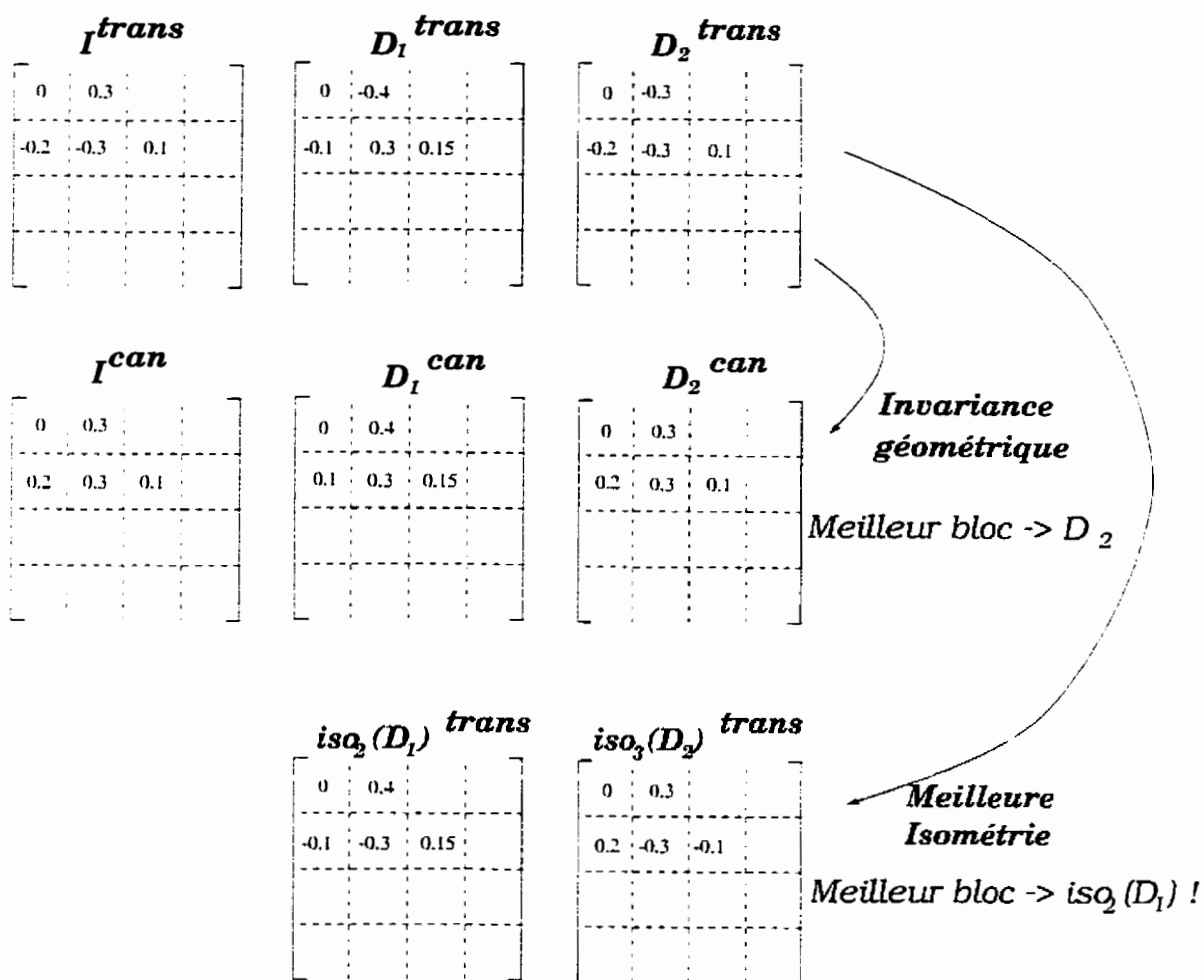 I trans D1 trans D2 trans
0 0.3 0 -0.4 0 -0.3
-0.2 -0.3 0.1 -0.1 0.3 0.15 -0.2 -0.3 0.1
I can D1 can D2 can
0 0.3 0 0.4 0 0.3
0.2 0.3 0.1 0.1 0.3 0.15 0.2 0.3 0.1
Invariance
géométrique
Meilleur bloc -> D 2
iso2(D1) trans iso3(D2) trans
0 0.4 0 0.3
-0.1 -0.3 0.15 0.2 -0.3 -0.1
Meilleure
Isométrie
Meilleur bloc -> iso2(D1) !